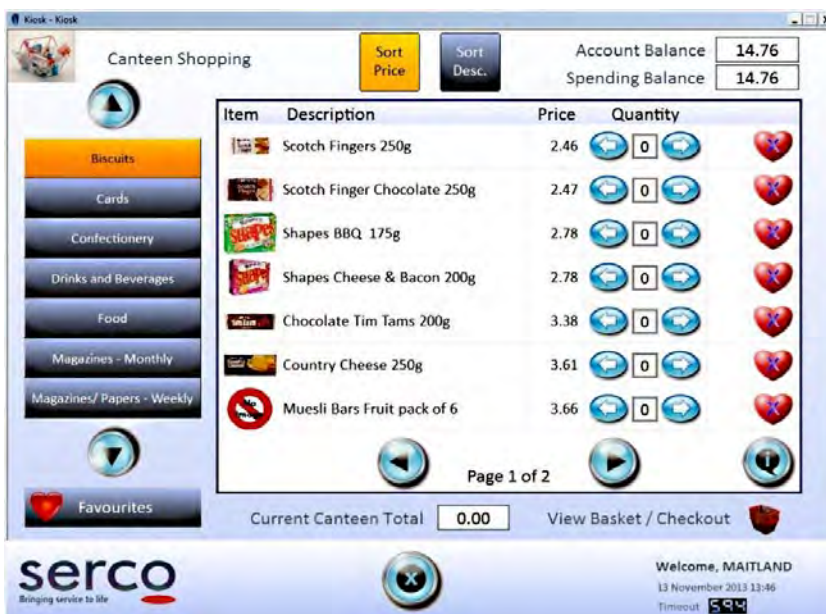 Kiosk - Kiosk
Canteen Shopping
Sort Price
Sort Desc.
Account Balance 14.76
Spending Balance 14.76
Item Description Price Quantity
Scotch Fingers 250g 2.46 0
Scotch Finger Chocolate 250g 2.47 0
Shapes BBQ 175g 2.78 0
Shapes Cheese & Bacon 200g 2.78 0
Chocolate Tim Tams 200g 3.38 0
Country Cheese 250g 3.61 0
No Image Muesli Bars Fruit pack of 6 3.66 0
Biscuits
Cards
Confectionery
Drinks and Beverages
Food
Magazines - Monthly
Magazines/ Papers - Weekly
Favourites
Page 1 of 2
Current Canteen Total 0.00
View Basket / Checkout
serco
Bringing service to life
Welcome, MAITLAND
13 November 2013 13:46
Timeout 594